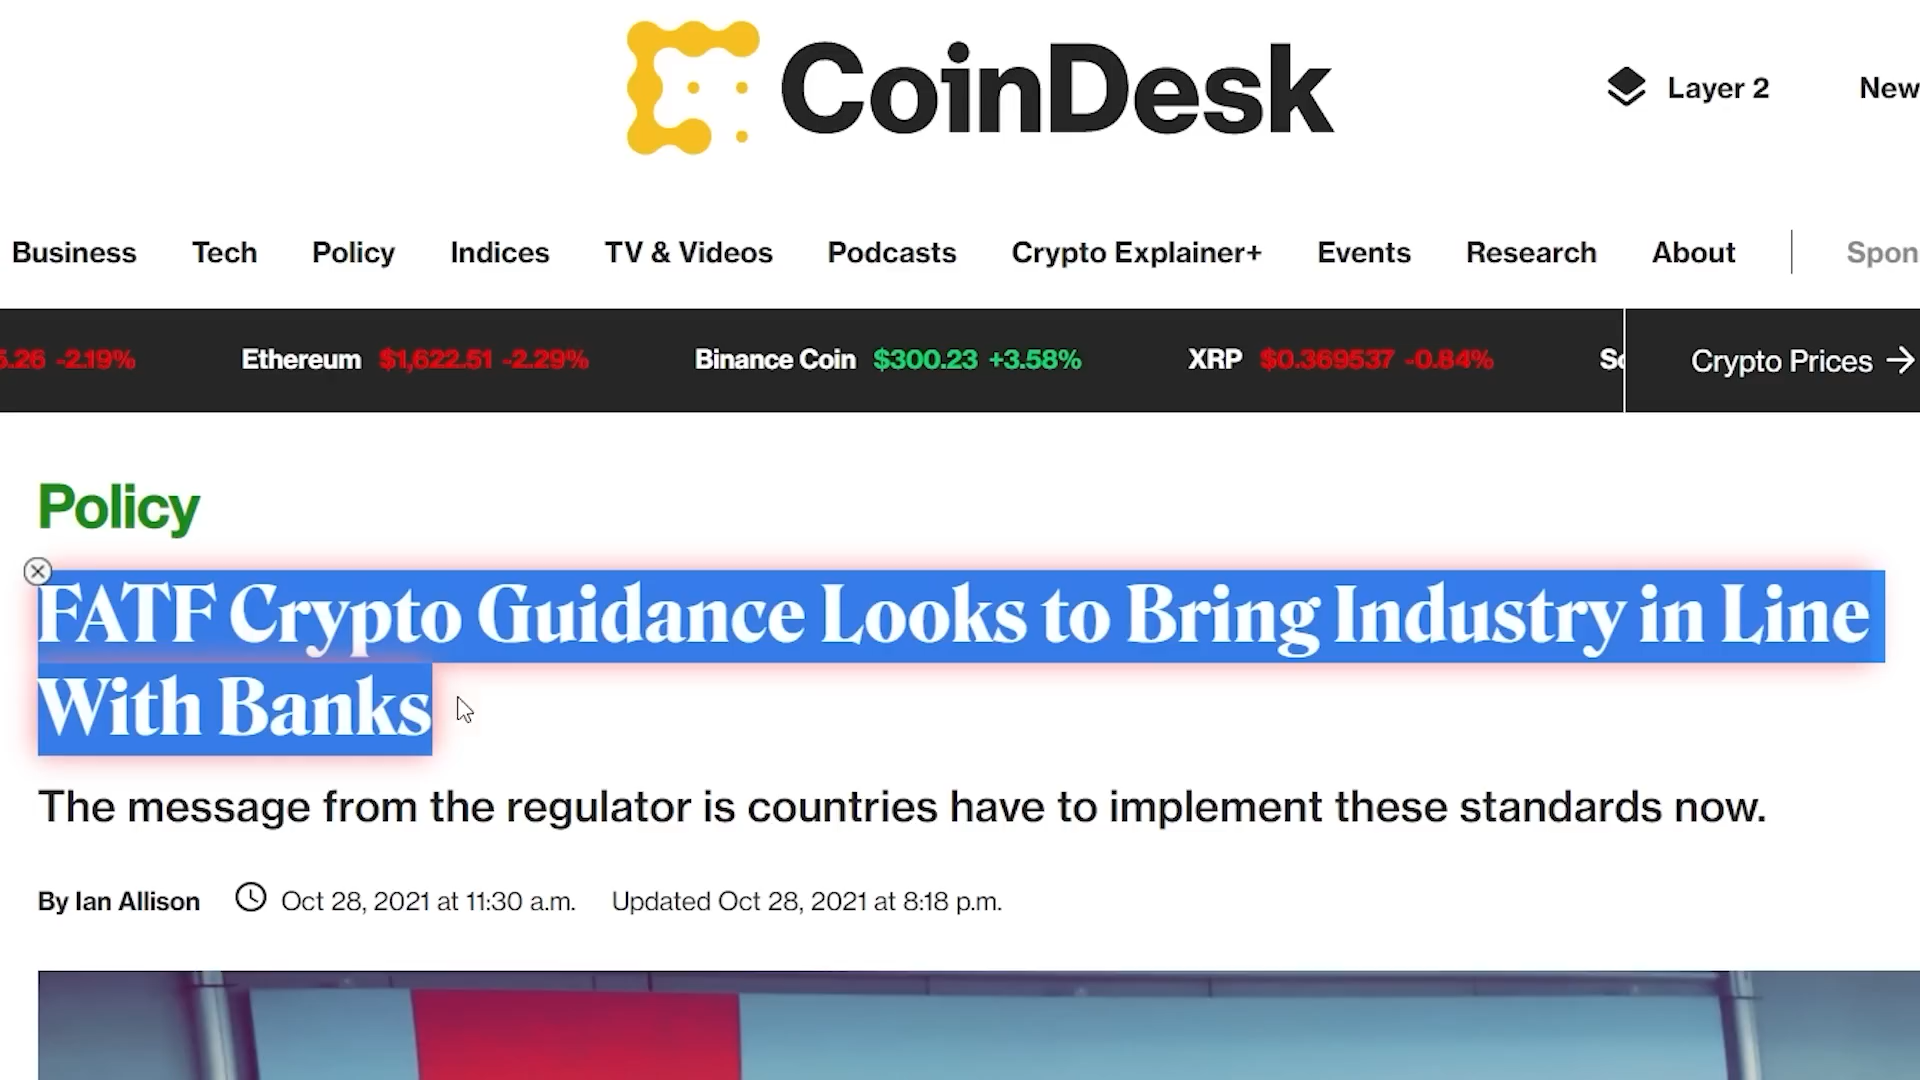 CoinDesk
Layer 2
New
Business Tech Policy Indices TV & Videos Podcasts Crypto Explainer+ Events Research About Spon
5.26 -2.19% Ethereum $1,622.51 -2.29% Binance Coin $300.23 +3.58% XRP $0.369537 -0.84% So Crypto Prices →
Policy
FATF Crypto Guidance Looks to Bring Industry in Line
With Banks
The message from the regulator is countries have to implement these standards now.
By Ian Allison Oct 28, 2021 at 11:30 a.m. Updated Oct 28, 2021 at 8:18 p.m.